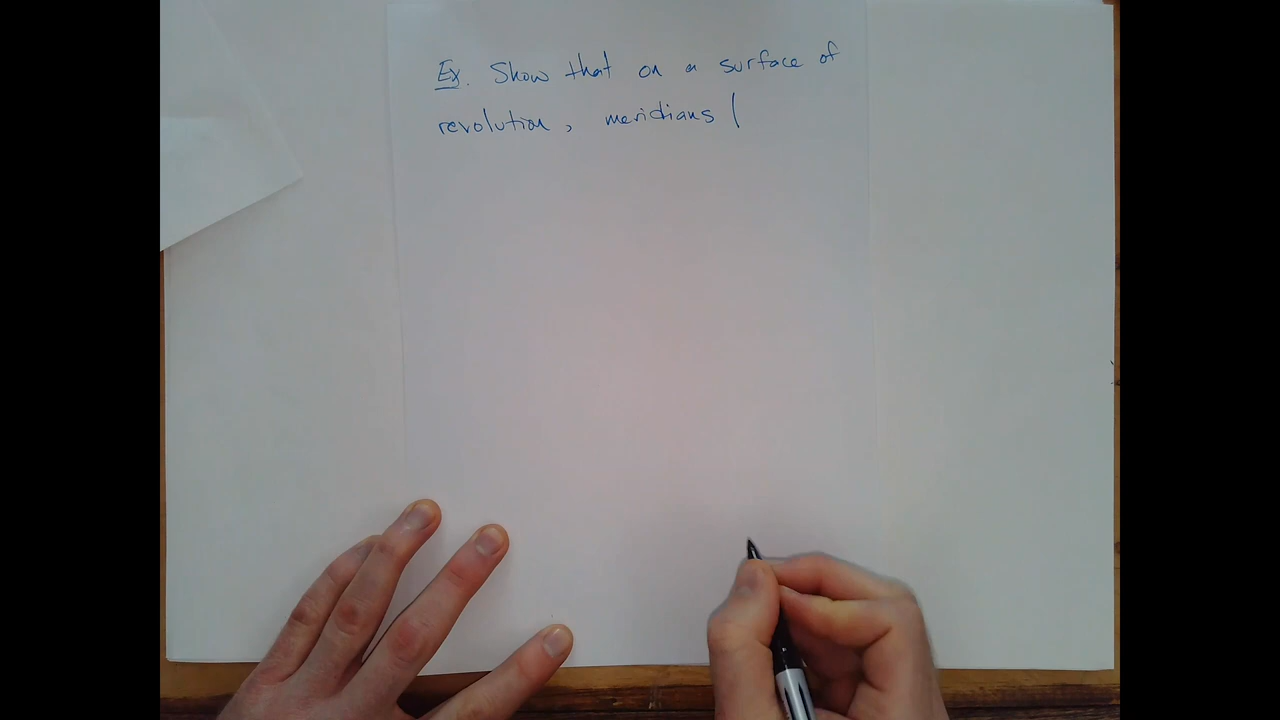 Ex. Show that on a surface of
revolution, meridians (